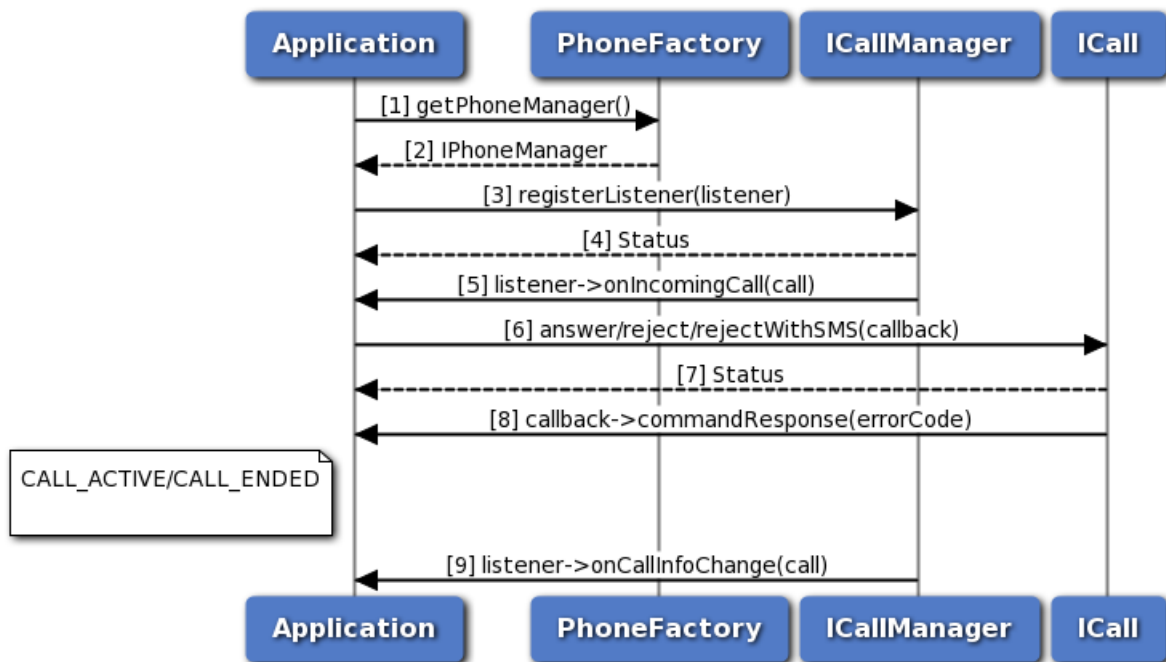 Application PhoneFactory ICallManager ICall
[1] getPhoneManager()
[2] IPhoneManager
[3] registerListener(listener)
[4] Status
[5] listener->onIncomingCall(call)
[6] answer/reject/rejectWithSMS(callback)
[7] Status
[8] callback->commandResponse(errorCode)
CALL_ACTIVE/CALL_ENDED
[9] listener->onCallInfoChange(call)
Application PhoneFactory ICallManager ICall